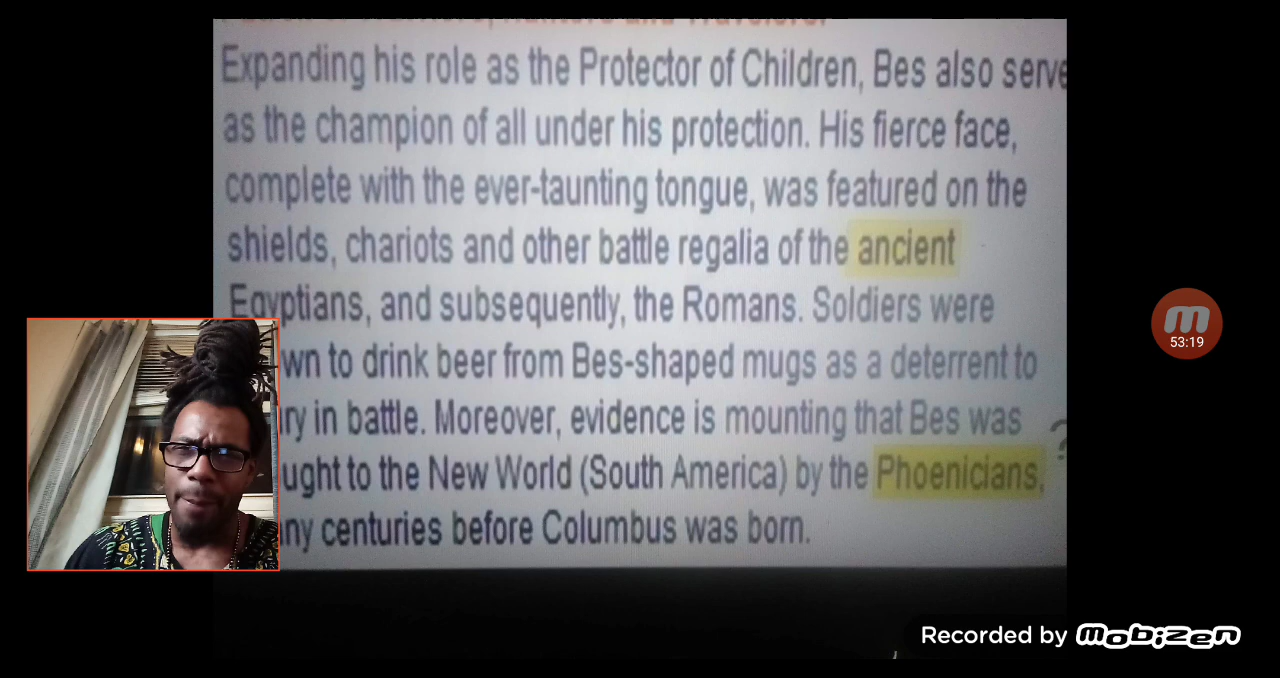 Expanding his role as the Protector of Children, Bes also serve
as the champion of all under his protection. His fierce face,
complete with the ever-taunting tongue, was featured on the
shields, chariots and other battle regalia of the ancient
Egyptians, and subsequently, the Romans. Soldiers were
wn to drink beer from Bes-shaped mugs as a deterrent to
ry in battle. Moreover, evidence is mounting that Bes was
?
ught to the New World (South America) by the Phoenicians,
ny centuries before Columbus was born.
53:19
Recorded by mobizen